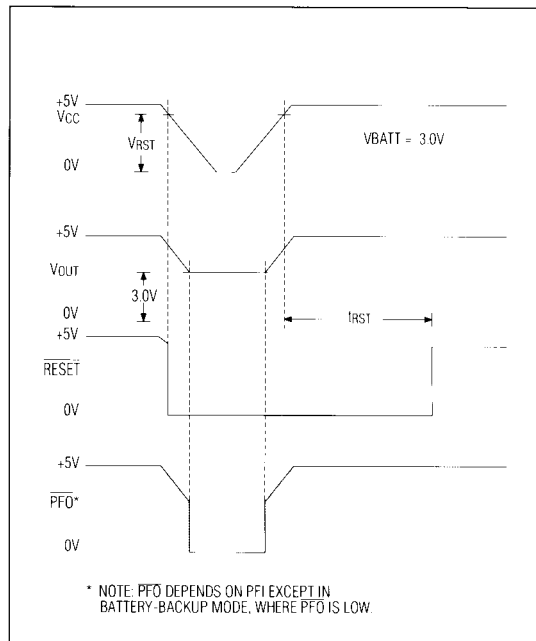 +5V
VCC
VRST
VBATT = 3.0V
0V
+5V
VOUT
3.0V
0V
tRST
+5V
RESET
0V
+5V
PFO*
0V
* NOTE: PFO DEPENDS ON PFI EXCEPT IN
BATTERY-BACKUP MODE, WHERE PFO IS LOW.